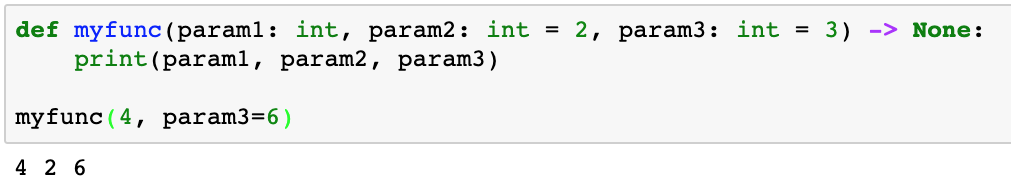 def myfunc(param1: int, param2: int = 2, param3: int = 3) -> None:
    print(param1, param2, param3)
myfunc(4, param3=6)
4 2 6